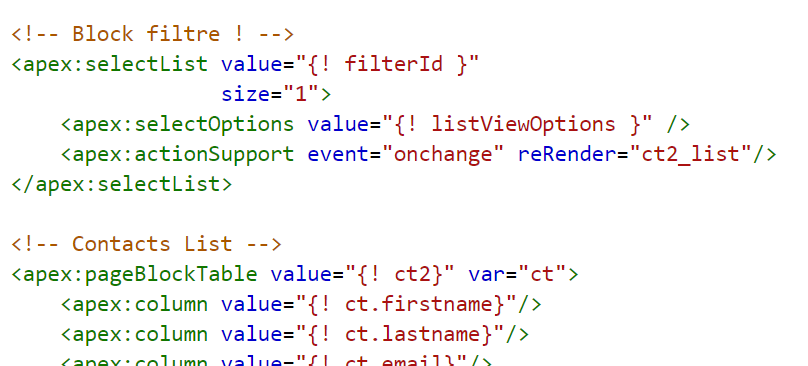 <!-- Block filtre ! -->
<apex:selectList value="{! filterId }"
size="1">
<apex:selectOptions value="{! listViewOptions }" />
<apex:actionSupport event="onchange" reRender="ct2_list"/>
</apex:selectList>
<!-- Contacts List -->
<apex:pageBlockTable value="{! ct2}" var="ct">
<apex:column value="{! ct.firstname}"/>
<apex:column value="{! ct.lastname}"/>
<apex:column value="{! ct.email}"/>